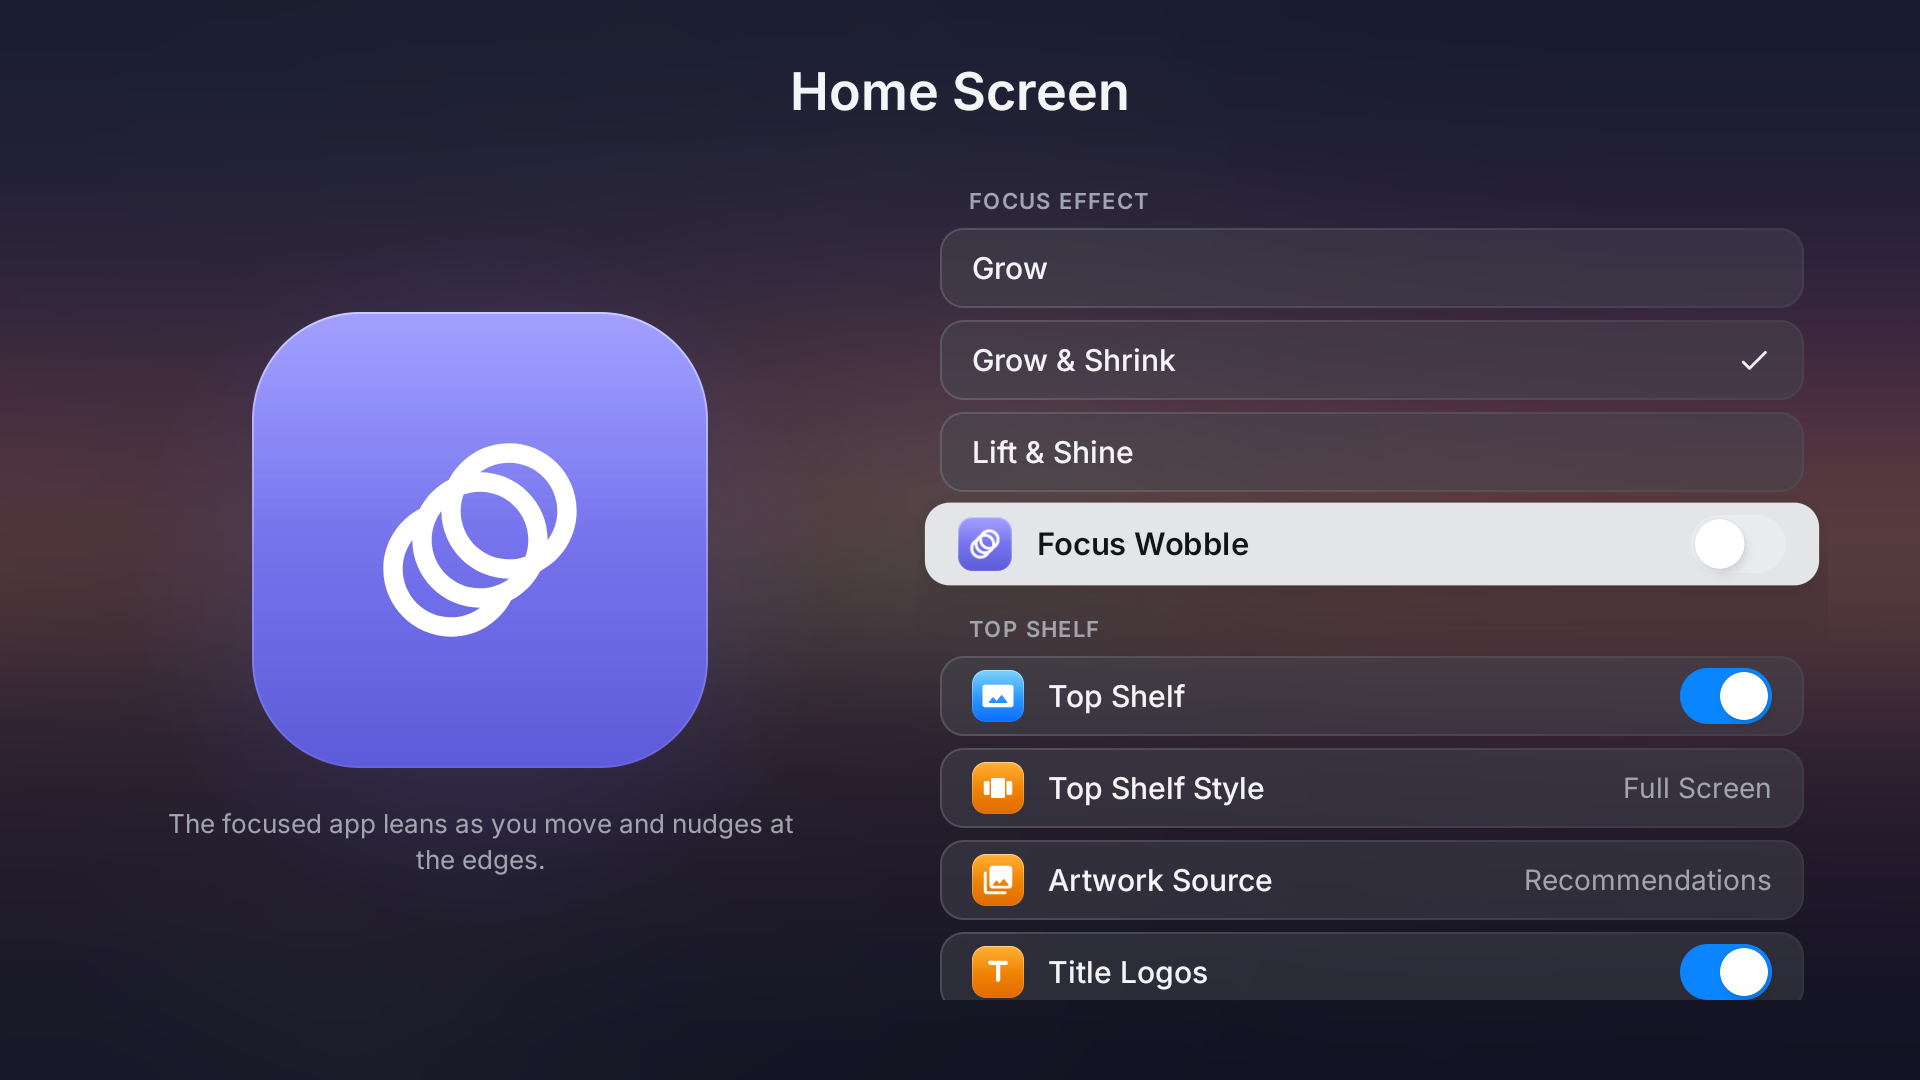 Home Screen
FOCUS EFFECT
Grow
Grow & Shrink
Lift & Shine
Focus Wobble
The focused app leans as you move and nudges at
the edges.
TOP SHELF
Top Shelf
Top Shelf Style Full Screen
Artwork Source Recommendations
T Title Logos